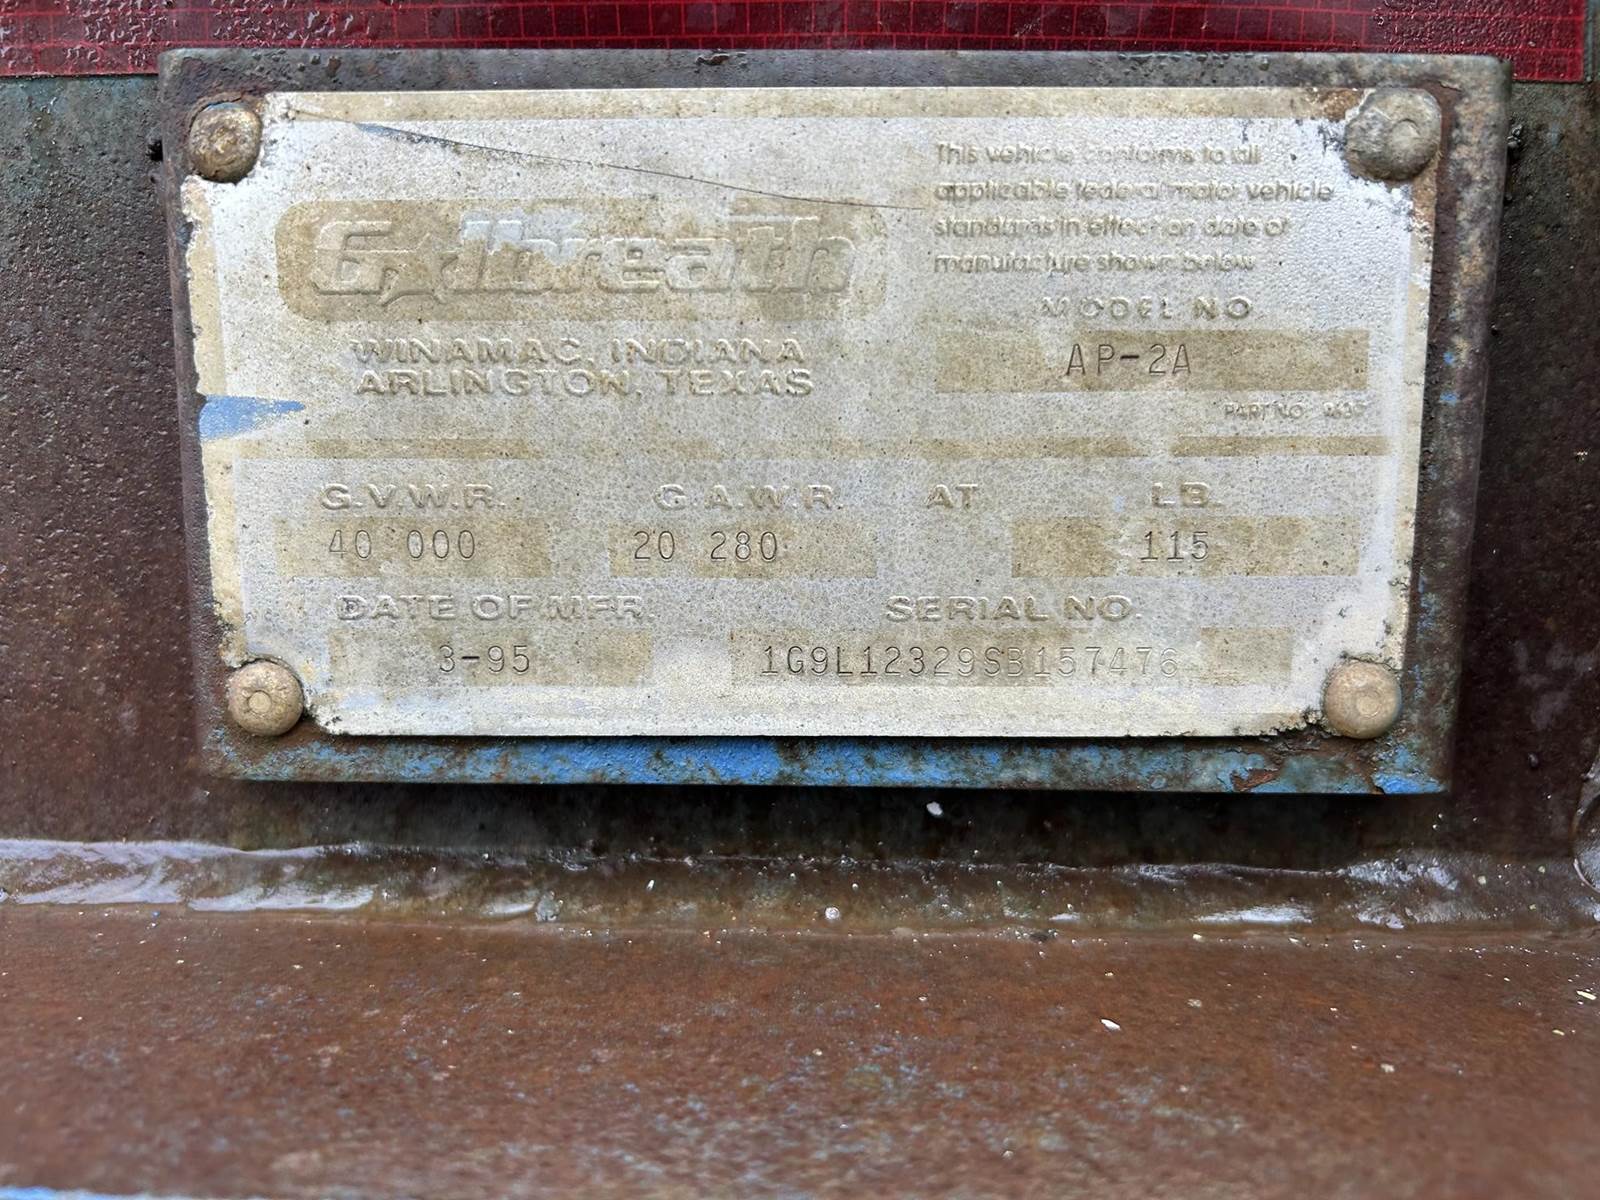 Galbreath
WINAMAC, INDIANA
ARLINGTON, TEXAS
This vehicle conforms to all
applicable federal motor vehicle
standards in effect on date of
manufacture shown below
MODEL NO
AP-2A
PART NO
G.V.W.R. G.A.W.R. AT LB.
40 000 20 280 115
DATE OF MFR. SERIAL NO.
3-95 1G9L12329SB157476